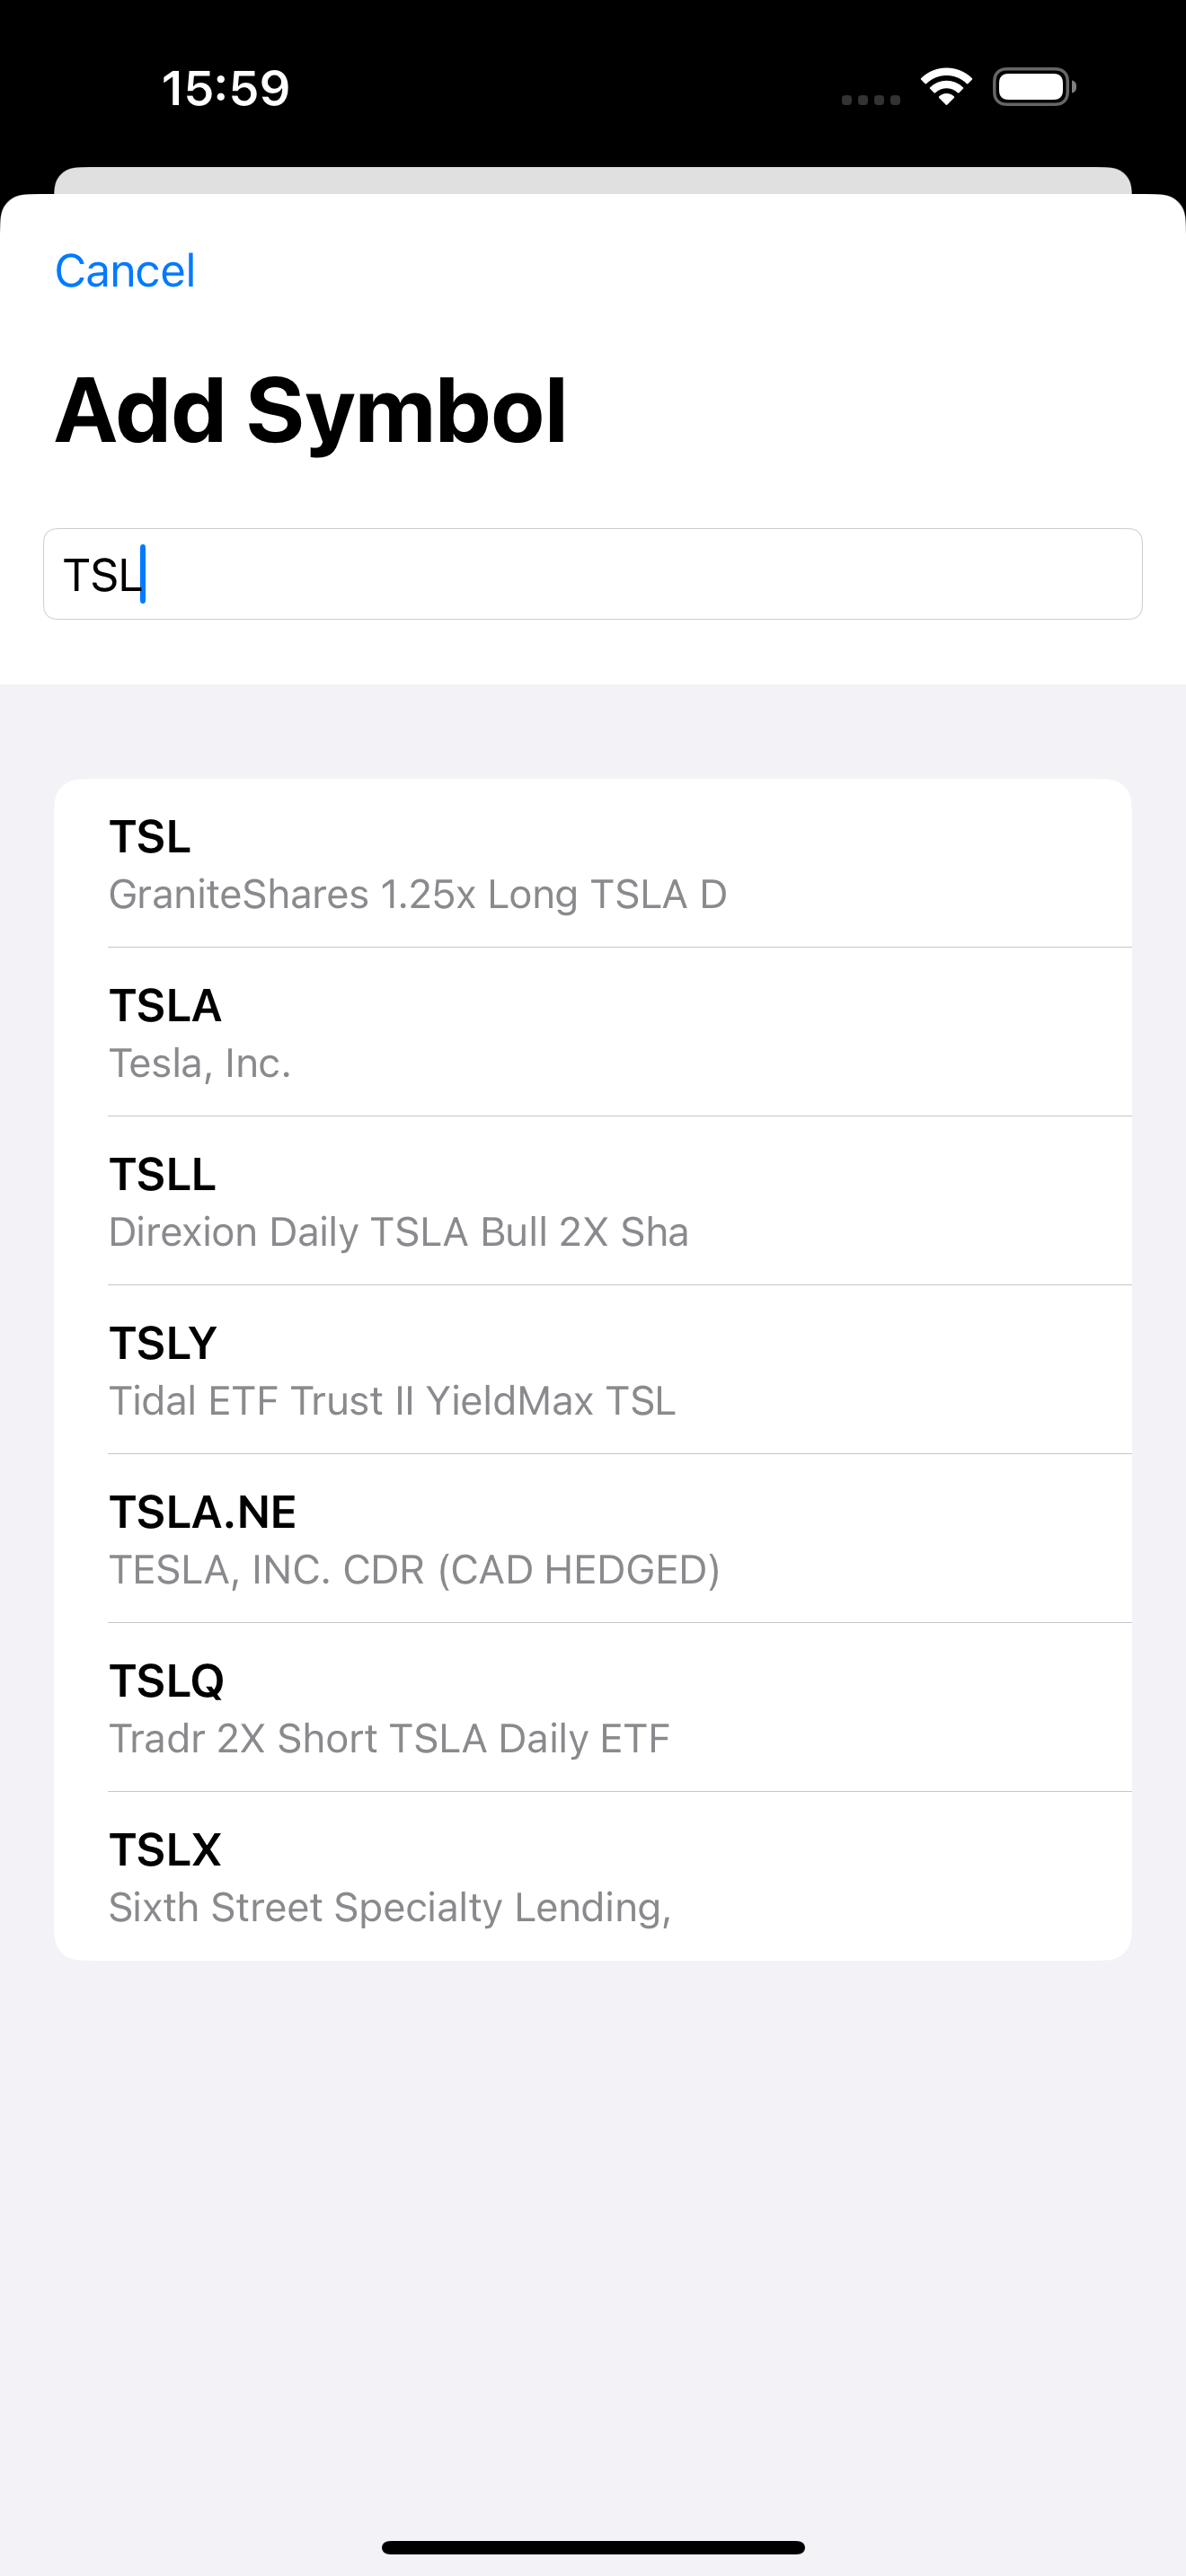 15:59
Cancel
Add Symbol
TSL
TSL
GraniteShares 1.25x Long TSLA D
TSLA
Tesla, Inc.
TSLL
Direxion Daily TSLA Bull 2X Sha
TSLY
Tidal ETF Trust II YieldMax TSL
TSLA.NE
TESLA, INC. CDR (CAD HEDGED)
TSLQ
Tradr 2X Short TSLA Daily ETF
TSLX
Sixth Street Specialty Lending,